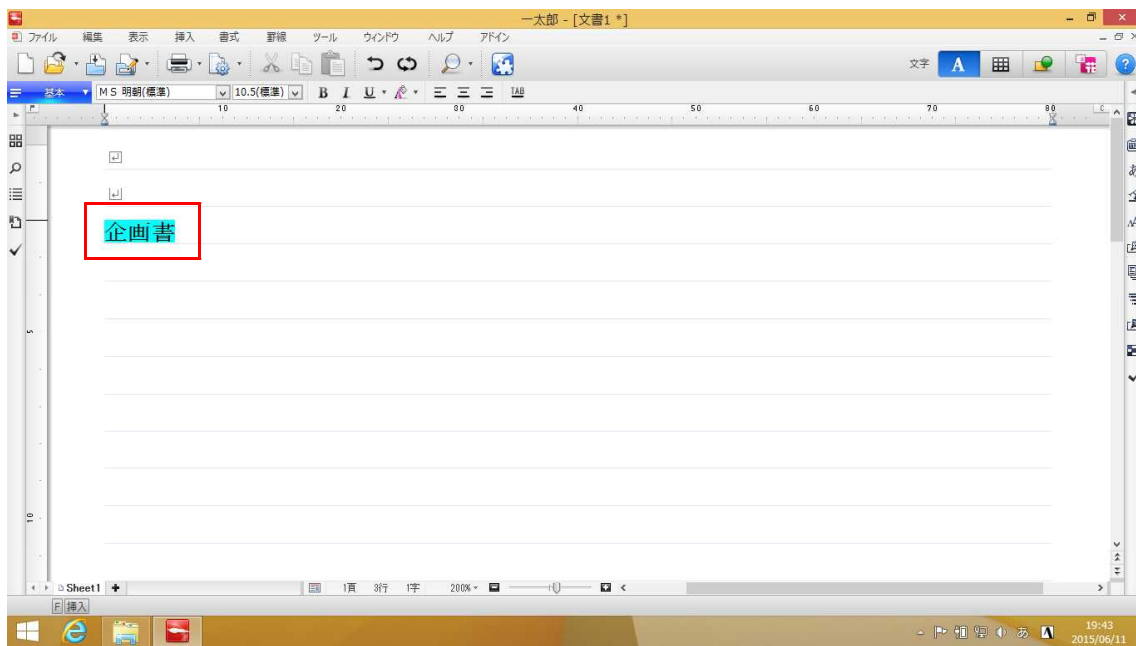 一太郎 - [文書1 *]
ファイル 編集 表示 挿入 書式 罫線 ツール ウィンドウ ヘルプ アドイン
文字 A
基本 MS 明朝(標準) 10.5(標準) B I U TAB
10 20 30 40 50 60 70 80
企画書
5
10
Sheet1 1頁 3行 1字 200%
F 挿入
あ A 19:43
2015/06/11